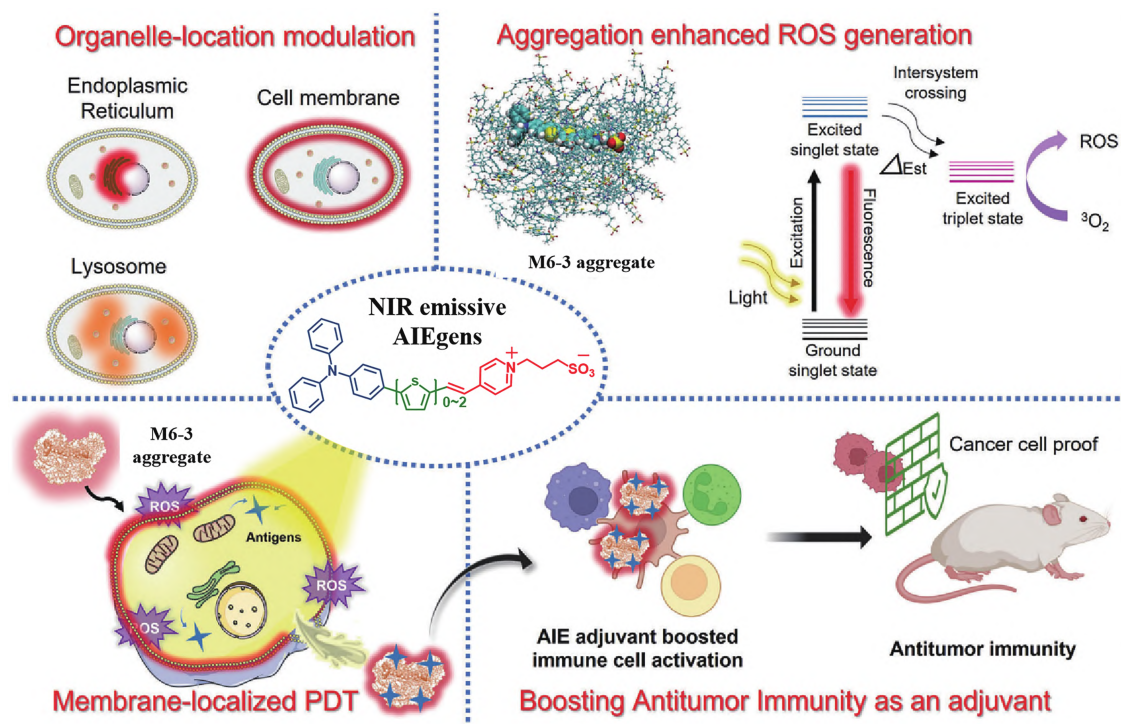 Organelle-location modulation
Endoplasmic
Reticulum
Cell membrane
Lysosome
Aggregation enhanced ROS generation
M6-3 aggregate
Intersystem
crossing
Excited
singlet state
ΔEst
Excited
triplet state
ROS
³O₂
Excitation
Fluorescence
Light
Ground
singlet state
NIR emissive
AIEgens
N
S
0~2
N
+
SO₃
−
M6-3
aggregate
ROS
Antigens
ROS
OS
Membrane-localized PDT
AIE adjuvant boosted
immune cell activation
Cancer cell proof
Antitumor immunity
Boosting Antitumor Immunity as an adjuvant